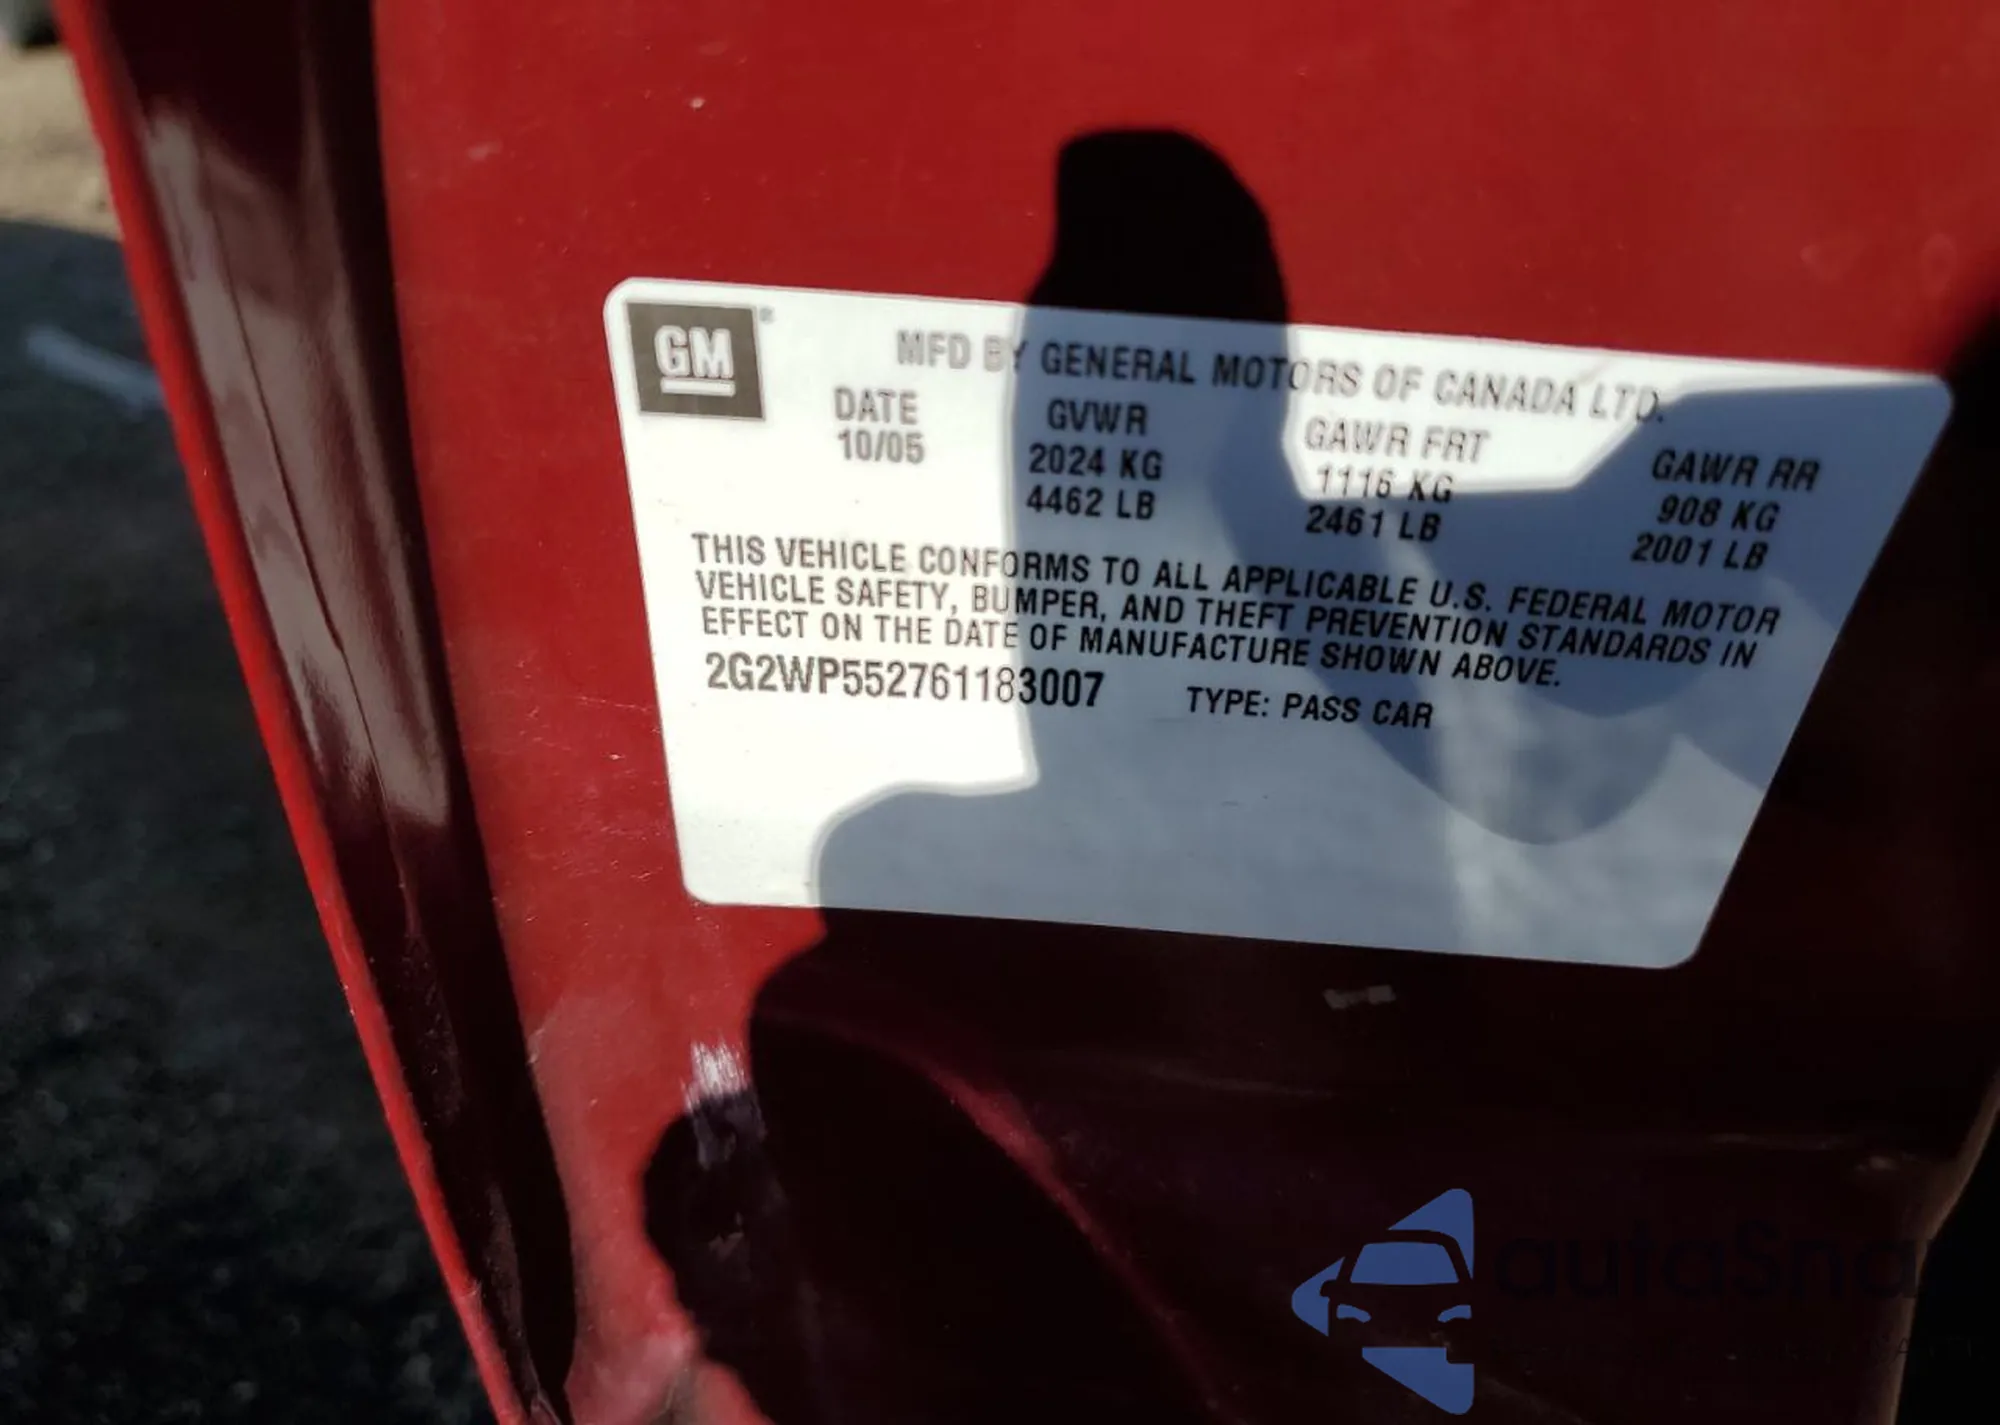 GM
MFD BY GENERAL MOTORS OF CANADA LTD.
DATE GVWR GAWR FRT GAWR RR
10/05 2024 KG 1116 KG 908 KG
4462 LB 2461 LB 2001 LB
THIS VEHICLE CONFORMS TO ALL APPLICABLE U.S. FEDERAL MOTOR
VEHICLE SAFETY, BUMPER, AND THEFT PREVENTION STANDARDS IN
EFFECT ON THE DATE OF MANUFACTURE SHOWN ABOVE.
2G2WP552761183007 TYPE: PASS CAR